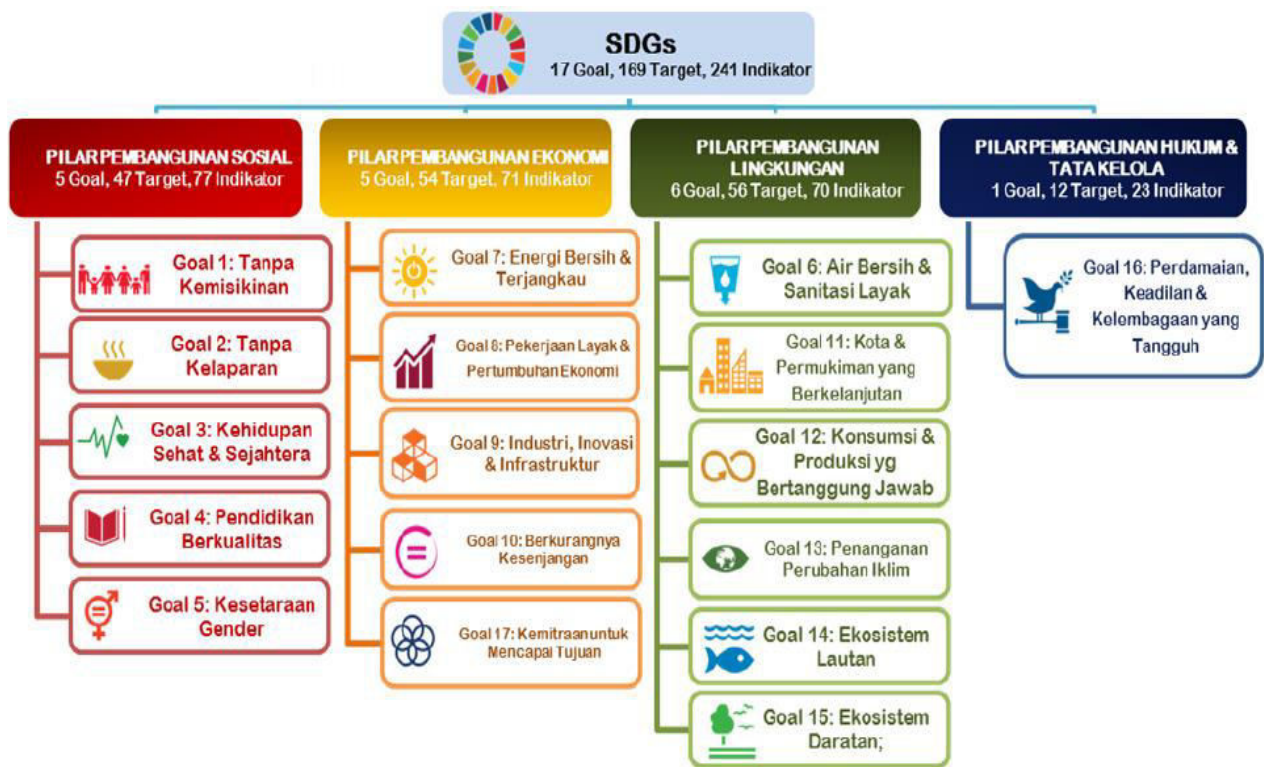 SDGs
17 Goal, 169 Target, 241 Indikator
PILAR PEMBANGUNAN SOSIAL
5 Goal, 47 Target, 77 Indikator
Goal 1: Tanpa
Kemisikinan
Goal 2: Tanpa
Kelaparan
Goal 3: Kehidupan
Sehat & Sejahtera
Goal 4: Pendidikan
Berkualitas
Goal 5: Kesetaraan
Gender
PILAR PEMBANGUNAN EKONOMI
5 Goal, 54 Target, 71 Indikator
Goal 7: Energi Bersih &
Terjangkau
Goal 8: Pekerjaan Layak &
Pertumbuhan Ekonomi
Goal 9: Industri, Inovasi
& Infrastruktur
Goal 10: Berkurangnya
Kesenjangan
Goal 17: Kemitraan untuk
Mencapai Tujuan
PILAR PEMBANGUNAN
LINGKUNGAN
6 Goal, 56 Target, 70 Indikator
Goal 6: Air Bersih &
Sanitasi Layak
Goal 11: Kota &
Permukiman yang
Berkelanjutan
Goal 12: Konsumsi &
Produksi yg
Bertanggung Jawab
Goal 13: Penanganan
Perubahan Iklim
Goal 14: Ekosistem
Lautan
Goal 15: Ekosistem
Daratan;
PILAR PEMBANGUNAN HUKUM &
TATA KELOLA
1 Goal, 12 Target, 23 Indikator
Goal 16: Perdamaian,
Keadilan &
Kelembagaan yang
Tangguh